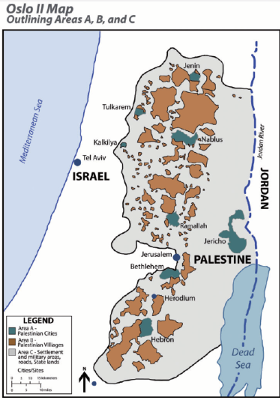 Oslo II Map
Outlining Areas A, B, and C
Mediterranean Sea
Jenin
Tulkarem
Nablus
Kalkilya
Tel Aviv
ISRAEL
Jordan River
JORDAN
Ramallah
Jericho
Jerusalem
PALESTINE
Bethlehem
Herodium
Hebron
Dead
Sea
LEGEND
Area A -
Palestinian Cities
Area B -
Palestinian Villages
Area C - Settlement
and military areas,
roads, State lands
Cities/Sites
N